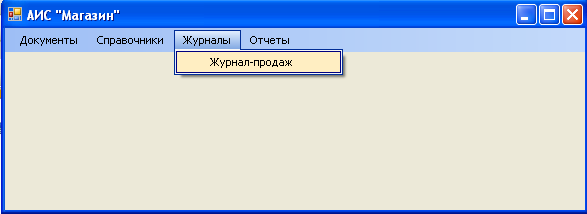 АИС "Магазин"
Документы Справочники Журналы Отчеты
Журнал-продаж